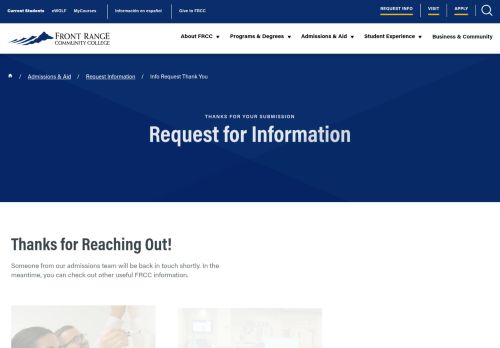 Current Students eWOLF MyCourses Información en español Give to FRCC REQUEST INFO VISIT APPLY
FRONT RANGE
COMMUNITY COLLEGE
About FRCC Programs & Degrees Admissions & Aid Student Experience Business & Community
/ Admissions & Aid / Request Information / Info Request Thank You
THANKS FOR YOUR SUBMISSION
Request for Information
Thanks for Reaching Out!
Someone from our admissions team will be back in touch shortly. In the
meantime, you can check out other useful FRCC information.